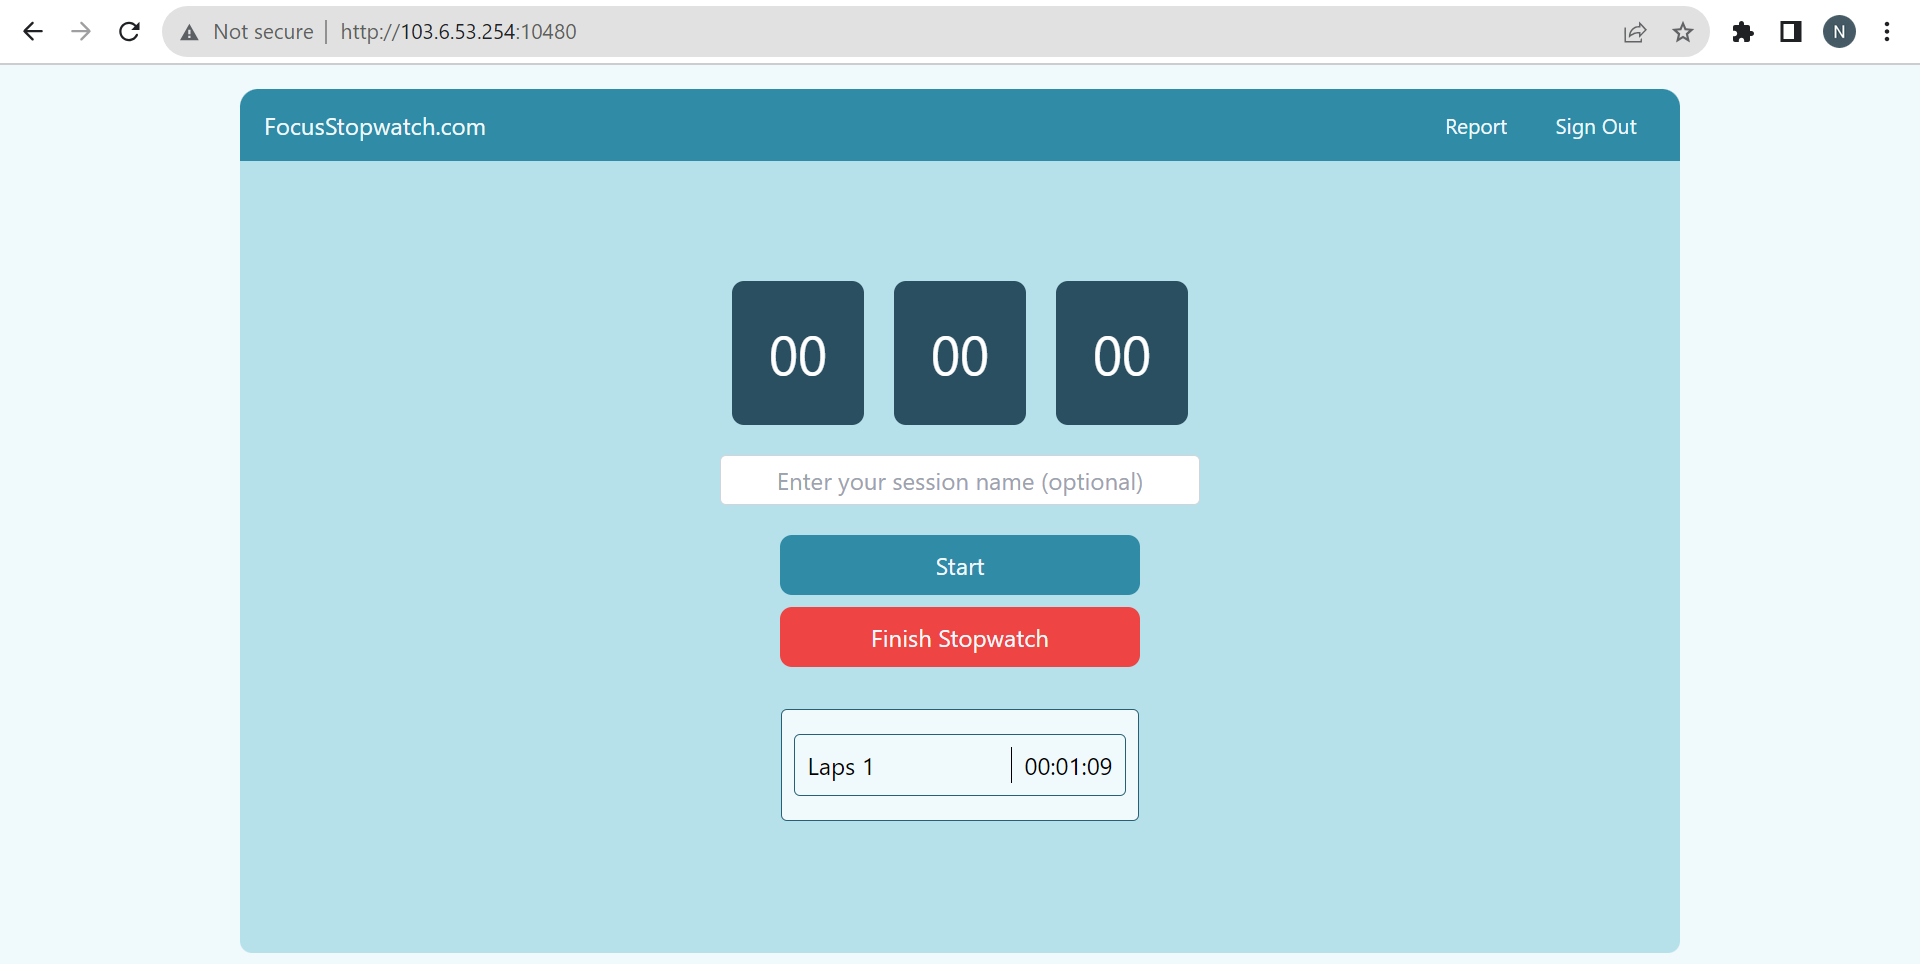 Not secure | http://103.6.53.254:10480
N
FocusStopwatch.com
Report
Sign Out
00 00 00
Enter your session name (optional)
Start
Finish Stopwatch
Laps 1 | 00:01:09